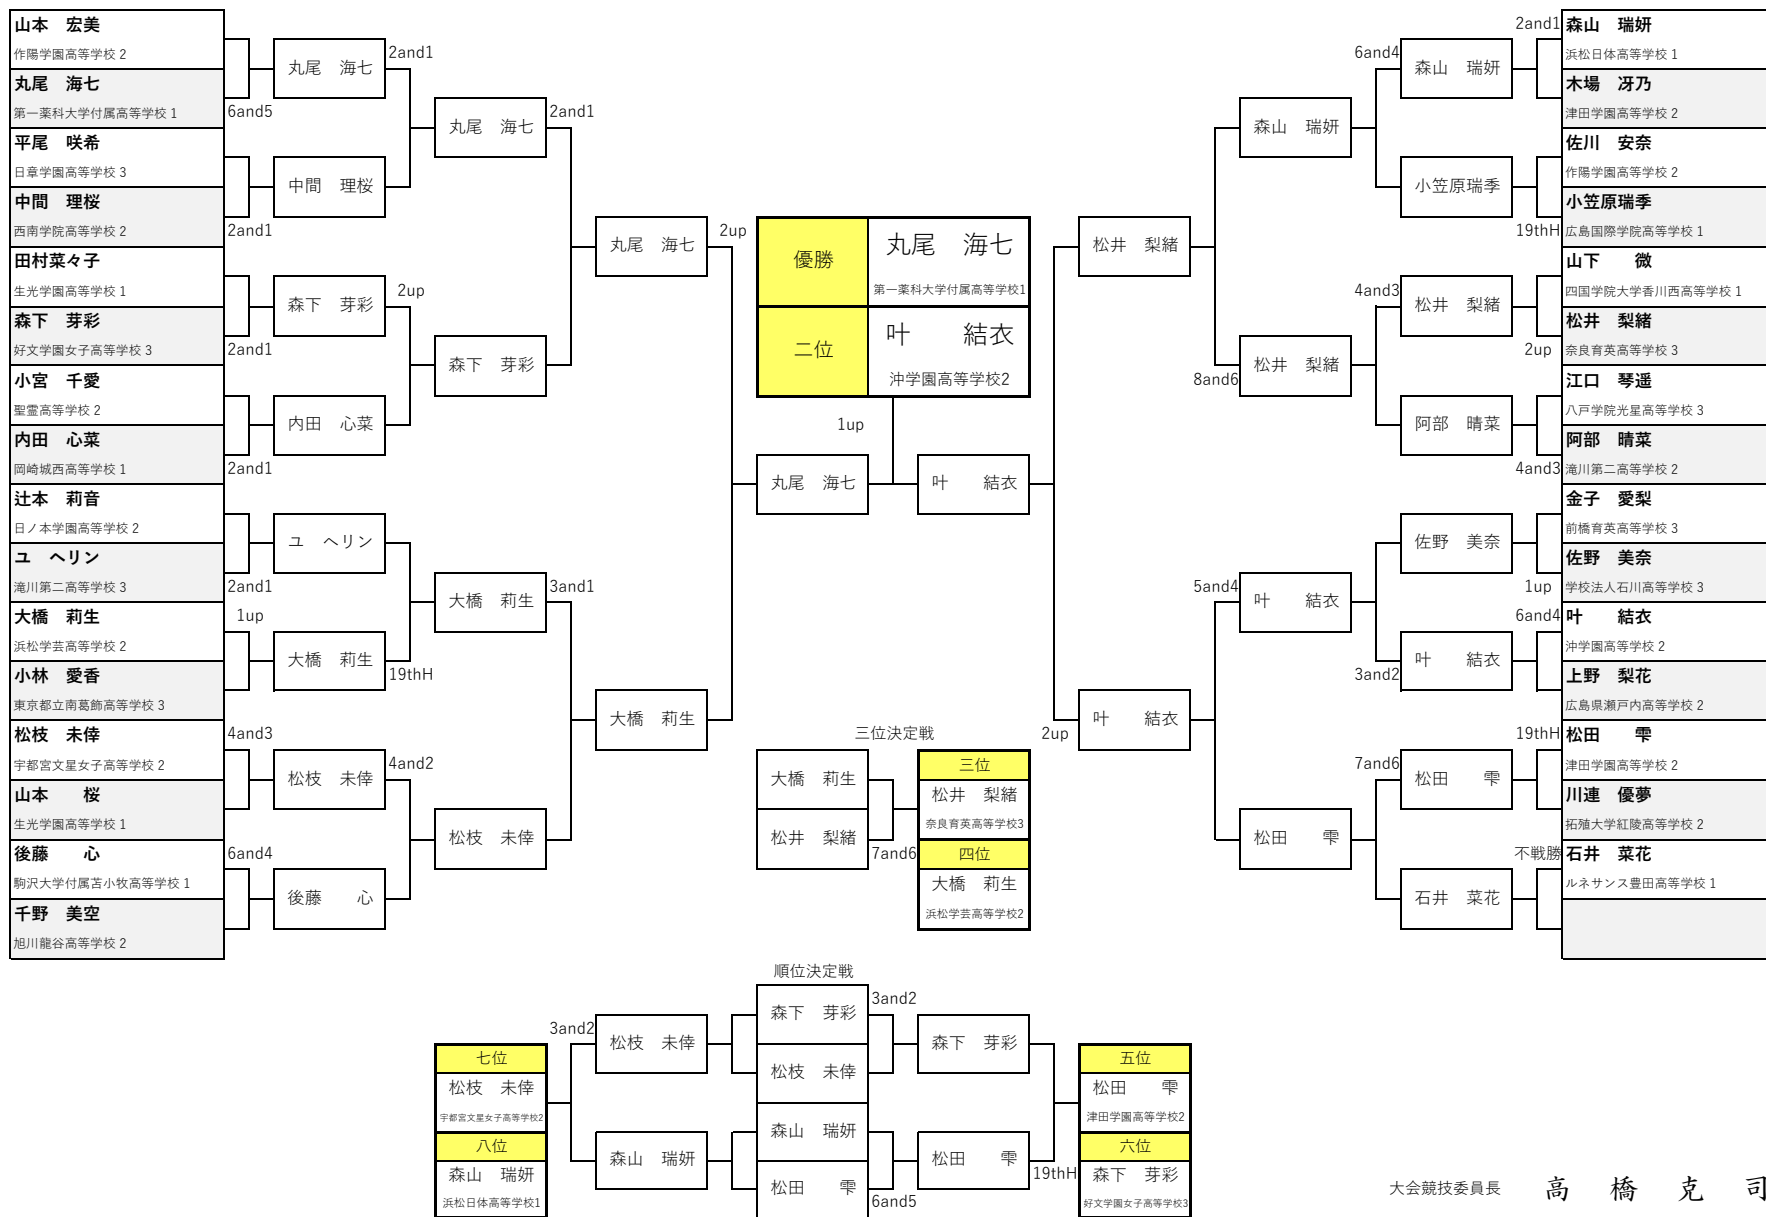 山本　宏美
作陽学園高等学校 2
丸尾　海七
第一薬科大学付属高等学校 1
平尾　咲希
日章学園高等学校 3
中間　理桜
西南学院高等学校 2
田村菜々子
生光学園高等学校 1
森下　芽彩
好文学園女子高等学校 3
小宮　千愛
聖霊高等学校 2
内田　心菜
岡崎城西高等学校 1
辻本　莉音
日ノ本学園高等学校 2
ユ　ヘリン
滝川第二高等学校 3
大橋　莉生
浜松学芸高等学校 2
小林　愛香
東京都立南葛飾高等学校 3
松枝　未倖
宇都宮文星女子高等学校 2
山本　　桜
生光学園高等学校 1
後藤　　心
駒沢大学付属苫小牧高等学校 1
千野　美空
旭川龍谷高等学校 2
6and5
2and1
2and1
2and1
2and1
1up
4and3
6and4
丸尾　海七
中間　理桜
森下　芽彩
内田　心菜
ユ　ヘリン
大橋　莉生
松枝　未倖
後藤　　心
2and1
2up
19thH
4and2
丸尾　海七
森下　芽彩
大橋　莉生
松枝　未倖
2and1
3and1
丸尾　海七
大橋　莉生
2up
優勝
丸尾　海七
第一薬科大学付属高等学校1
二位
叶　　結衣
沖学園高等学校2
1up
丸尾　海七
叶　　結衣
三位決定戦
大橋　莉生
松井　梨緒
7and6
三位
松井　梨緒
奈良育英高等学校3
四位
大橋　莉生
浜松学芸高等学校2
松井　梨緒
叶　　結衣
2up
8and6
5and4
森山　瑞妍
松井　梨緒
叶　　結衣
松田　　雫
6and4
4and3
3and2
7and6
森山　瑞妍
小笠原瑞季
松井　梨緒
阿部　晴菜
佐野　美奈
叶　　結衣
松田　　雫
石井　菜花
2and1
19thH
2up
4and3
1up
6and4
19thH
不戦勝
森山　瑞妍
浜松日体高等学校 1
木場　冴乃
津田学園高等学校 2
佐川　安奈
作陽学園高等学校 2
小笠原瑞季
広島国際学院高等学校 1
山下　　微
四国学院大学香川西高等学校 1
松井　梨緒
奈良育英高等学校 3
江口　琴遥
八戸学院光星高等学校 3
阿部　晴菜
滝川第二高等学校 2
金子　愛梨
前橋育英高等学校 3
佐野　美奈
学校法人石川高等学校 3
叶　　結衣
沖学園高等学校 2
上野　梨花
広島県瀬戸内高等学校 2
松田　　雫
津田学園高等学校 2
川連　優夢
拓殖大学紅陵高等学校 2
石井　菜花
ルネサンス豊田高等学校 1
順位決定戦
森下　芽彩
松枝　未倖
森山　瑞妍
松田　　雫
3and2
6and5
松枝　未倖
森山　瑞妍
3and2
七位
松枝　未倖
宇都宮文星女子高等学校2
八位
森山　瑞妍
浜松日体高等学校1
森下　芽彩
松田　　雫
19thH
五位
松田　　雫
津田学園高等学校2
六位
森下　芽彩
好文学園女子高等学校3
大会競技委員長　高　橋　克　司